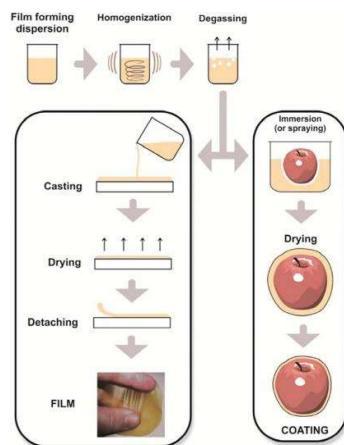 Film forming
dispersion
Homogenization
Degassing
Casting
Drying
Detaching
FILM
Immersion
(or spraying)
Drying
COATING